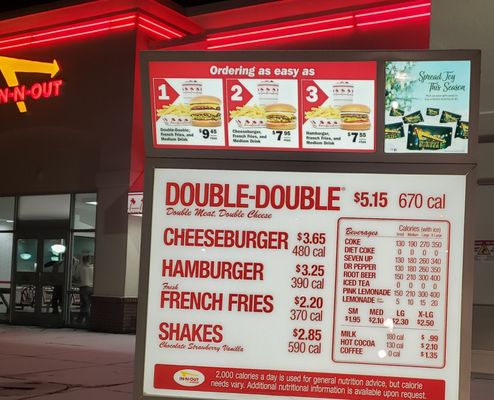 IN-N-OUT
Ordering as easy as
1
Double-Double,
French Fries, and
Medium Drink
$9 45
2
Cheeseburger,
French Fries, and
Medium Drink
$7 95
3
Hamburger,
French Fries, and
Medium Drink
$7 55
Spread Joy
This Season
DOUBLE-DOUBLE® $5.15 670 cal
Double Meat, Double Cheese
CHEESEBURGER $3.65
480 cal
HAMBURGER $3.25
390 cal
Fresh
FRENCH FRIES $2.20
370 cal
SHAKES $2.85
Chocolate Strawberry Vanilla 590 cal
Beverages Calories (with ice)
Small Medium Large X-Large
COKE 130 190 270 350
DIET COKE 0 0 0 0
SEVEN UP 130 180 260 340
DR PEPPER 130 180 260 350
ROOT BEER 150 210 300 400
ICED TEA 0 0 0 0
PINK LEMONADE 150 210 300 400
LEMONADE
SM MED LG X-LG
$1.95 $2.10 $2.30 $2.50
MILK 180 cal $ .99
HOT COCOA 130 cal $2.10
COFFEE 0 cal $1.35
IN-N-OUT
2,000 calories a day is used for general nutrition advice, but calorie
needs vary. Additional nutritional information is available upon request.